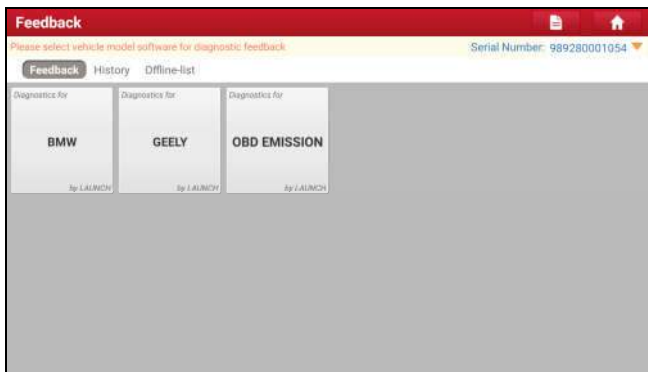 Feedback
Please select vehicle model software for diagnostic feedback
Serial Number: 989280001054
Feedback History Offline-list
Diagnostics for Diagnostics for Diagnostics for
BMW GEELY OBD EMISSION
by LAUNCH by LAUNCH by LAUNCH